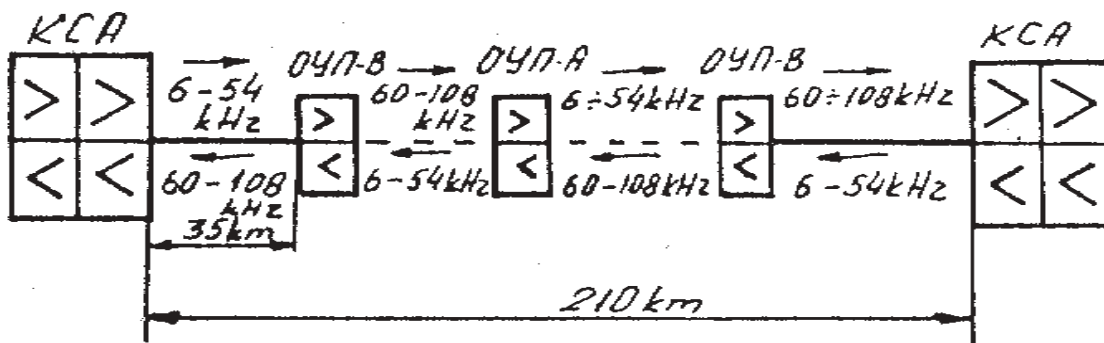 КСА
ОУП-В
ОУП-А
ОУП-В
КСА
6-54
kHz
60-108
kHz
6÷54kHz
60÷108kHz
60-108
kHz
6-54kHz
60-108kHz
6-54kHz
35km
210km